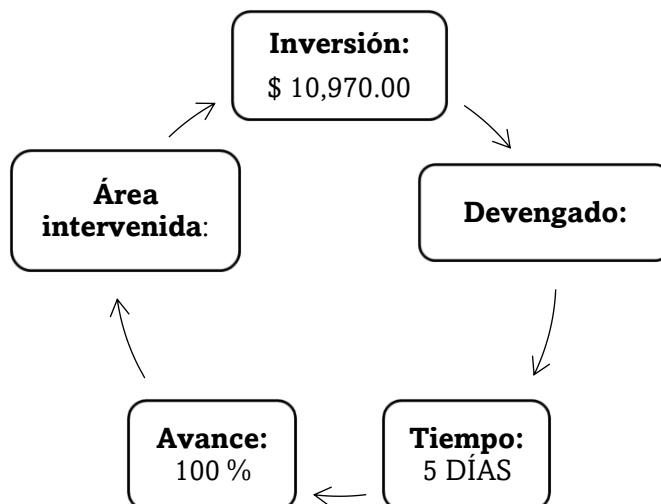 Inversión:
$ 10,970.00
Devengado:
Tiempo:
5 DÍAS
Avance:
100 %
Área
intervenida: